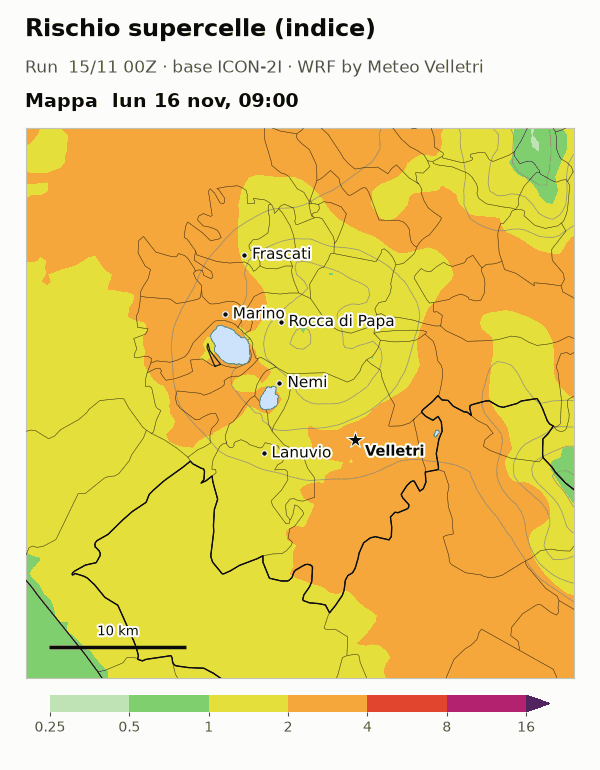 Rischio supercelle (indice)
Run  15/11 00Z · base ICON-2I · WRF by Meteo Velletri
Mappa  lun 16 nov, 09:00
Frascati
Marino
Rocca di Papa
Nemi
Velletri
Lanuvio
10 km
0.25 0.5 1 2 4 8 16